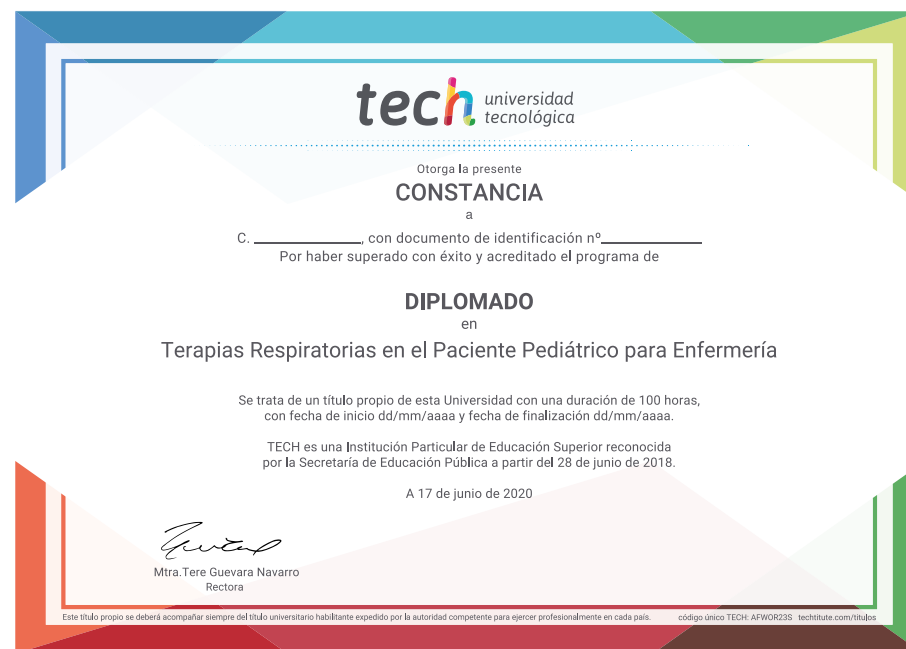 tech universidad
tecnológica
Otorga la presente
CONSTANCIA
a
C. ____________, con documento de identificación nº____________
Por haber superado con éxito y acreditado el programa de
DIPLOMADO
en
Terapias Respiratorias en el Paciente Pediátrico para Enfermería
Se trata de un título propio de esta Universidad con una duración de 100 horas,
con fecha de inicio dd/mm/aaaa y fecha de finalización dd/mm/aaaa.
TECH es una Institución Particular de Educación Superior reconocida
por la Secretaría de Educación Pública a partir del 28 de junio de 2018.
A 17 de junio de 2020
Mtra.Tere Guevara Navarro
Rectora
Este título propio se deberá acompañar siempre del título universitario habilitante expedido por la autoridad competente para ejercer profesionalmente en cada país. código único TECH: AFWOR23S techtitute.com/titulos